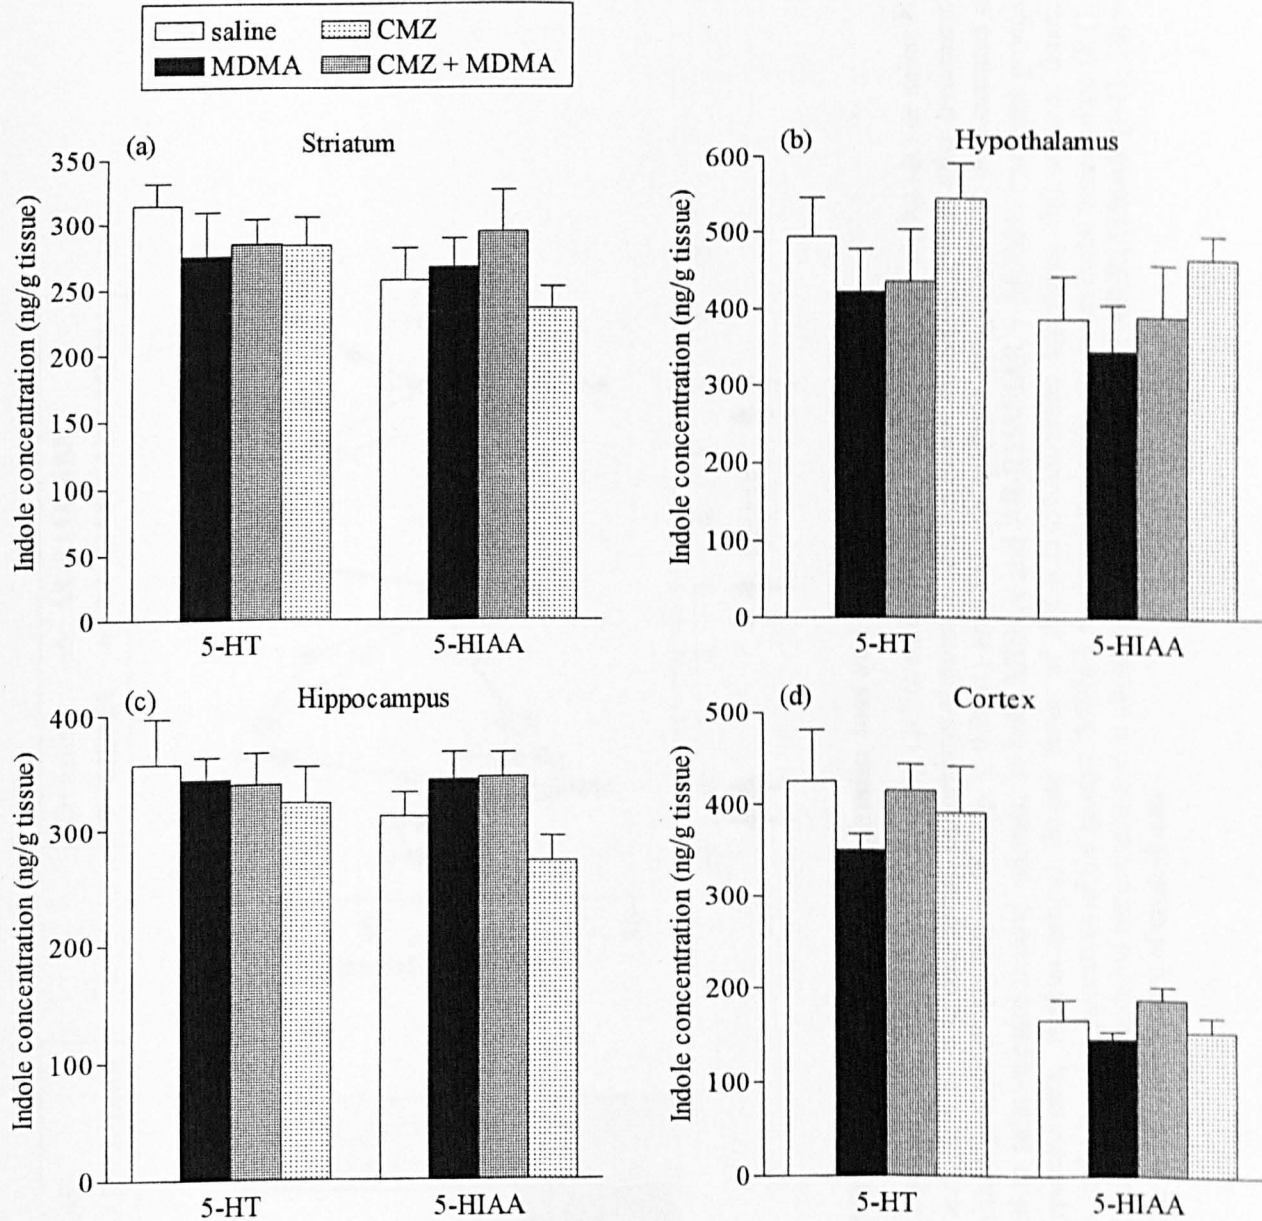 saline CMZ
MDMA CMZ + MDMA
(a) Striatum
Indole concentration (ng/g tissue)
350
300
250
200
150
100
50
0
5-HT 5-HIAA
(b) Hypothalamus
Indole concentration (ng/g tissue)
600
500
400
300
200
100
0
5-HT 5-HIAA
(c) Hippocampus
Indole concentration (ng/g tissue)
400
300
200
100
0
5-HT 5-HIAA
(d) Cortex
Indole concentration (ng/g tissue)
500
400
300
200
100
0
5-HT 5-HIAA